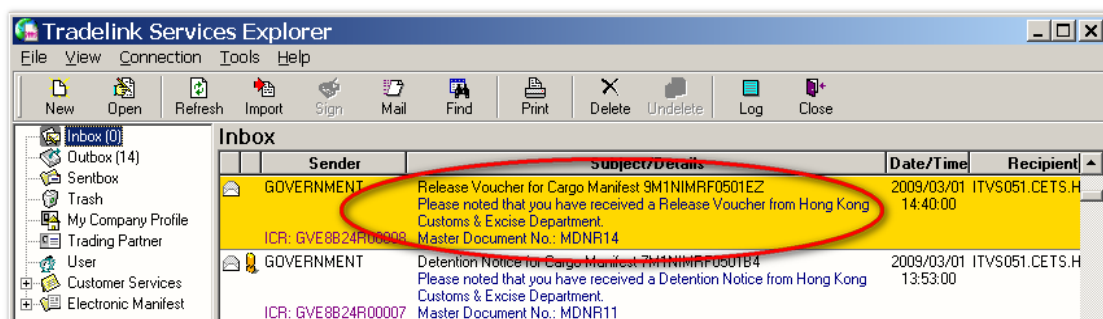 Tradelink Services Explorer
File View Connection Tools Help
New Open Refresh Import Sign Mail Find Print Delete Undelete Log Close
Inbox (0)
Outbox (14)
Sentbox
Trash
My Company Profile
Trading Partner
User
Customer Services
Electronic Manifest
Inbox
Sender Subject/Details Date/Time Recipient
GOVERNMENT Release Voucher for Cargo Manifest 9M1NIMRF0501EZ 2009/03/01 ITVS051.CETS.H
Please noted that you have received a Release Voucher from Hong Kong 14:40:00
Customs & Excise Department.
ICR: GVE8B24R00008 Master Document No.: MDNR14
GOVERNMENT Detention Notice for Cargo Manifest 7M1NIMRF0501B4 2009/03/01 ITVS051.CETS.H
Please noted that you have received a Detention Notice from Hong Kong 13:53:00
Customs & Excise Department.
ICR: GVE8B24R00007 Master Document No.: MDNR11